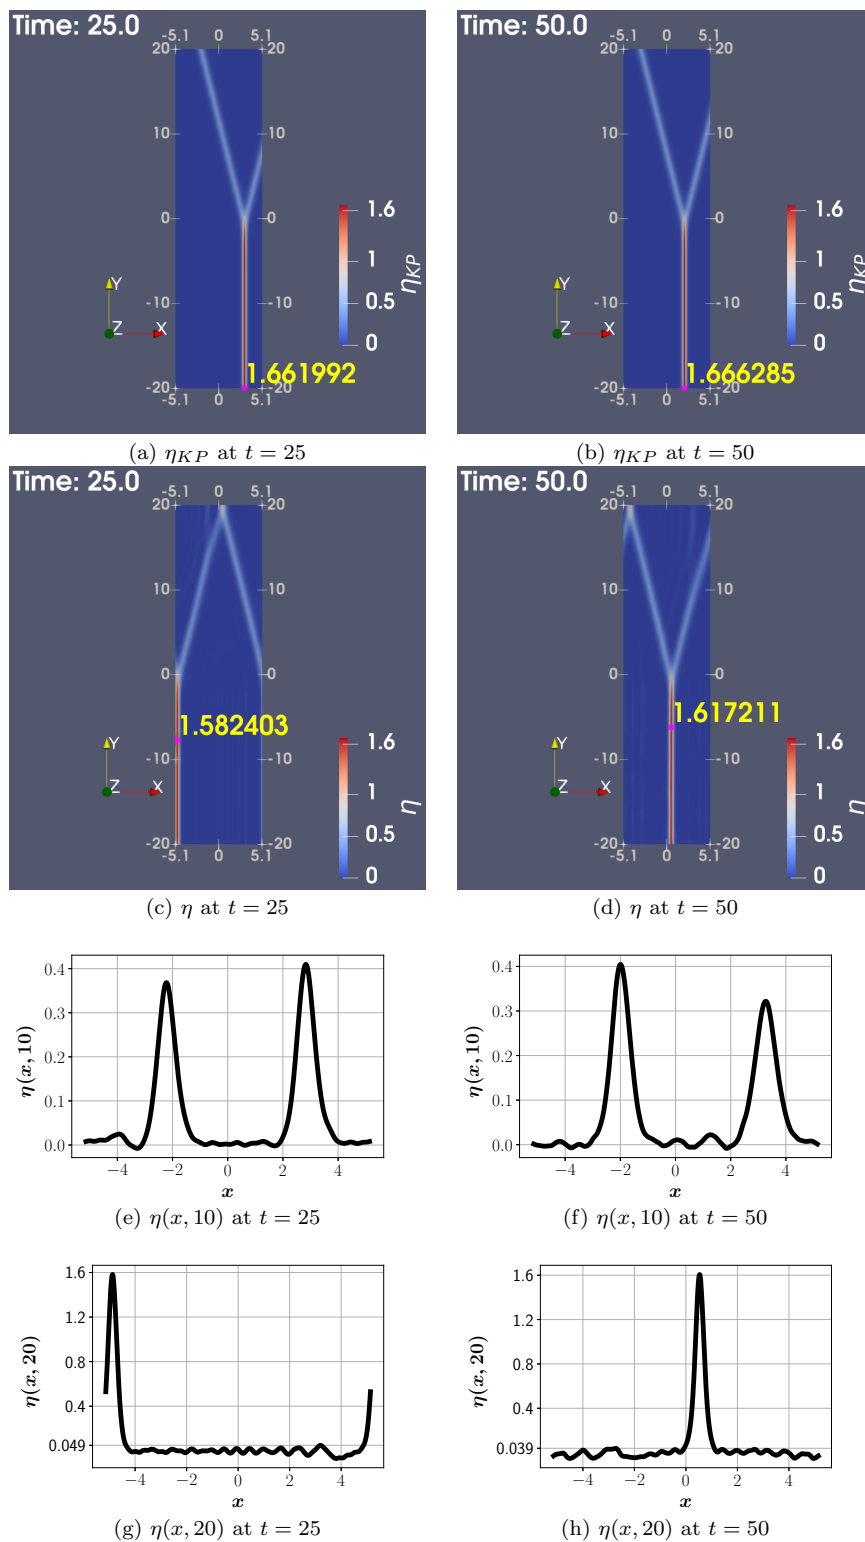 Time: 25.0
-5.1 0 5.1
20 20
10 10
0 0
-10 -10
-20 -20
-5.1 0 5.1
Y
Z X
1.661992
1.6
1
0.5
0
ηKP
(a) ηKP at t = 25
Time: 50.0
-5.1 0 5.1
20 20
10 10
0 0
-10 -10
-20 -20
-5.1 0 5.1
Y
Z X
1.666285
1.6
1
0.5
0
ηKP
(b) ηKP at t = 50
Time: 25.0
-5.1 0 5.1
20 20
10 10
0 0
-10 -10
-20 -20
-5.1 0 5.1
Y
Z X
1.582403
1.6
1
0.5
0
η
(c) η at t = 25
Time: 50.0
-5.1 0 5.1
20 20
10 10
0 0
-10 -10
-20 -20
-5.1 0 5.1
Y
Z X
1.617211
1.6
1
0.5
0
η
(d) η at t = 50
η(x, 10)
0.4
0.3
0.2
0.1
0.0
−4 −2 0 2 4
x
(e) η(x, 10) at t = 25
η(x, 10)
0.4
0.3
0.2
0.1
0.0
−4 −2 0 2 4
x
(f) η(x, 10) at t = 50
η(x, 20)
1.6
1.2
0.8
0.4
0.049
−4 −2 0 2 4
x
(g) η(x, 20) at t = 25
η(x, 20)
1.6
1.2
0.8
0.4
0.039
−4 −2 0 2 4
x
(h) η(x, 20) at t = 50